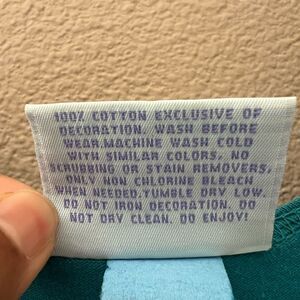 100% COTTON EXCLUSIVE OF
DECORATION. WASH BEFORE
WEAR.MACHINE WASH COLD
WITH SIMILAR COLORS, NO
SCRUBBING OR STAIN REMOVERS,
ONLY NON CHLORINE BLEACH
WHEN NEEDED.TUMBLE DRY LOW.
DO NOT IRON DECORATION. DO
NOT DRY CLEAN. DO ENJOY!